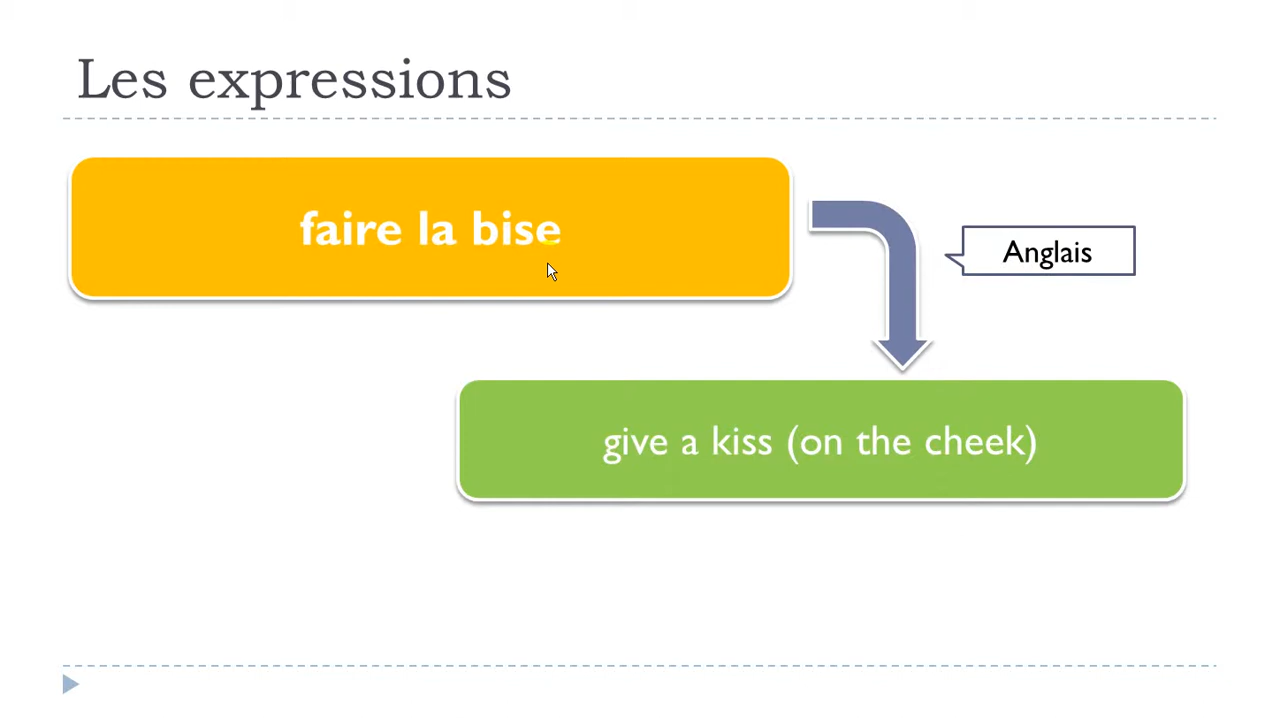 Les expressions
faire la bise
Anglais
give a kiss (on the cheek)